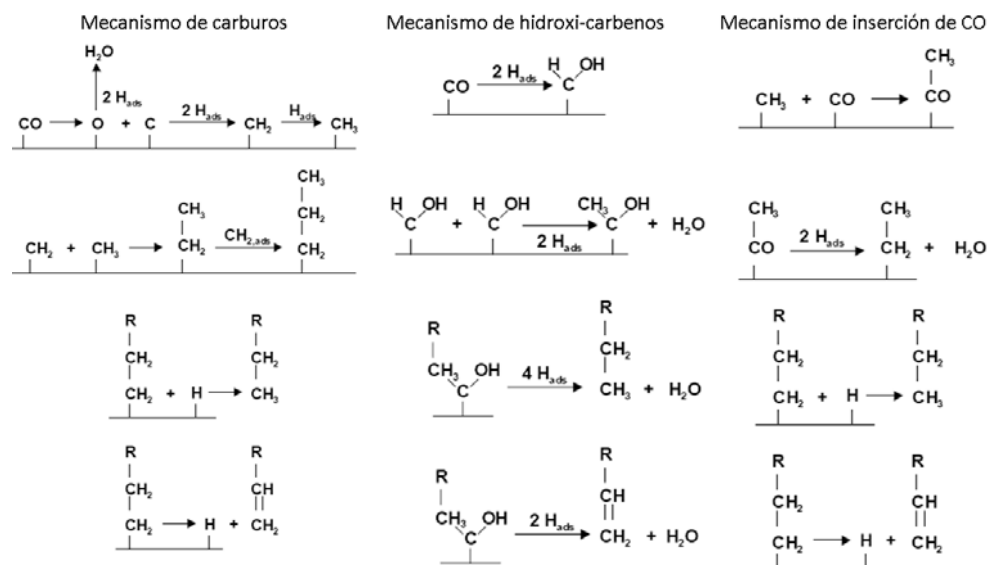 Mecanismo de carburos
H₂O
2 Hads
CO → O + C 2 Hads → CH₂ Hads → CH₃
CH₃
CH₃ CH₂
CH₂ + CH₃ → CH₂ CH₂,ads → CH₂
R R
CH₂ CH₂
CH₂ + H → CH₃
R R
CH₂ CH
CH₂ → H + CH₂
Mecanismo de hidroxi-carbenos
CO 2 Hads → H OH
C
H OH H OH CH₃ OH
C + C → C + H₂O
2 Hads
R R
CH₂
CH₃ OH 4 Hads → CH₃ + H₂O
C
R R
CH
CH₃ OH 2 Hads → CH₂ + H₂O
C
Mecanismo de inserción de CO
CH₃
CH₃ + CO → CO
CH₃ CH₃
CO 2 Hads → CH₂ + H₂O
R R
CH₂ CH₂
CH₂ + H → CH₃
R R
CH₂ CH
CH₂ → H + CH₂